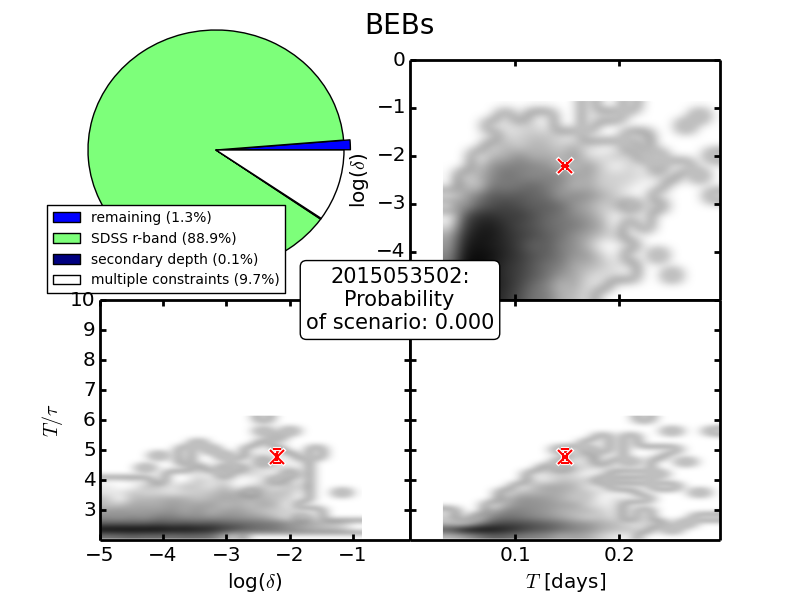 BEBs
remaining (1.3%)
SDSS r-band (88.9%)
secondary depth (0.1%)
multiple constraints (9.7%)
log(δ)
0
−1
−2
−3
−4
2015053502:
Probability
of scenario: 0.000
T/τ
10
9
8
7
6
5
4
3
−5 −4 −3 −2 −1
log(δ)
0.1 0.2
T [days]